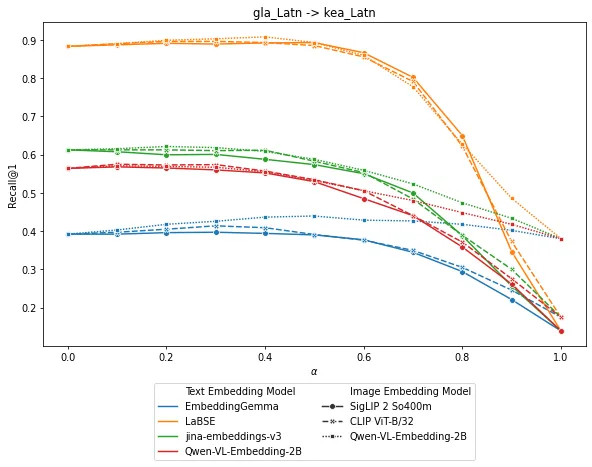 gla_Latn -> kea_Latn
0.9
0.8
0.7
0.6
0.5
0.4
0.3
0.2
Recall@1
0.0 0.2 0.4 0.6 0.8 1.0
α
Text Embedding Model
EmbeddingGemma
LaBSE
jina-embeddings-v3
Qwen-VL-Embedding-2B
Image Embedding Model
SigLIP 2 So400m
CLIP ViT-B/32
Qwen-VL-Embedding-2B